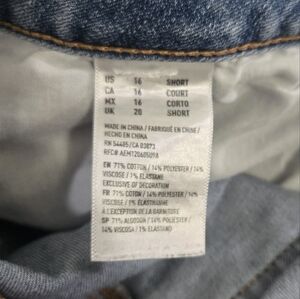 US 16 SHORT
CA 16 COURT
MX 16 CORTO
UK 20 SHORT
MADE IN CHINA / FABRIQUÉ EN CHINE /
HECHO EN CHINA
RN 54485/CA 03873
RFC# AEM120605098
EN 71% COTTON / 14% POLYESTER / 14%
VISCOSE / 1% ELASTANE
EXCLUSIVE OF DECORATION
FR 71% COTON / 14% POLYESTER / 14%
VISCOSE / 1% ÉLASTHANNE
À L'EXCEPTION DE LA GARNITURE
SP 71% ALGODÓN / 14% POLIÉSTER /
14% VISCOSA / 1% ELASTANO